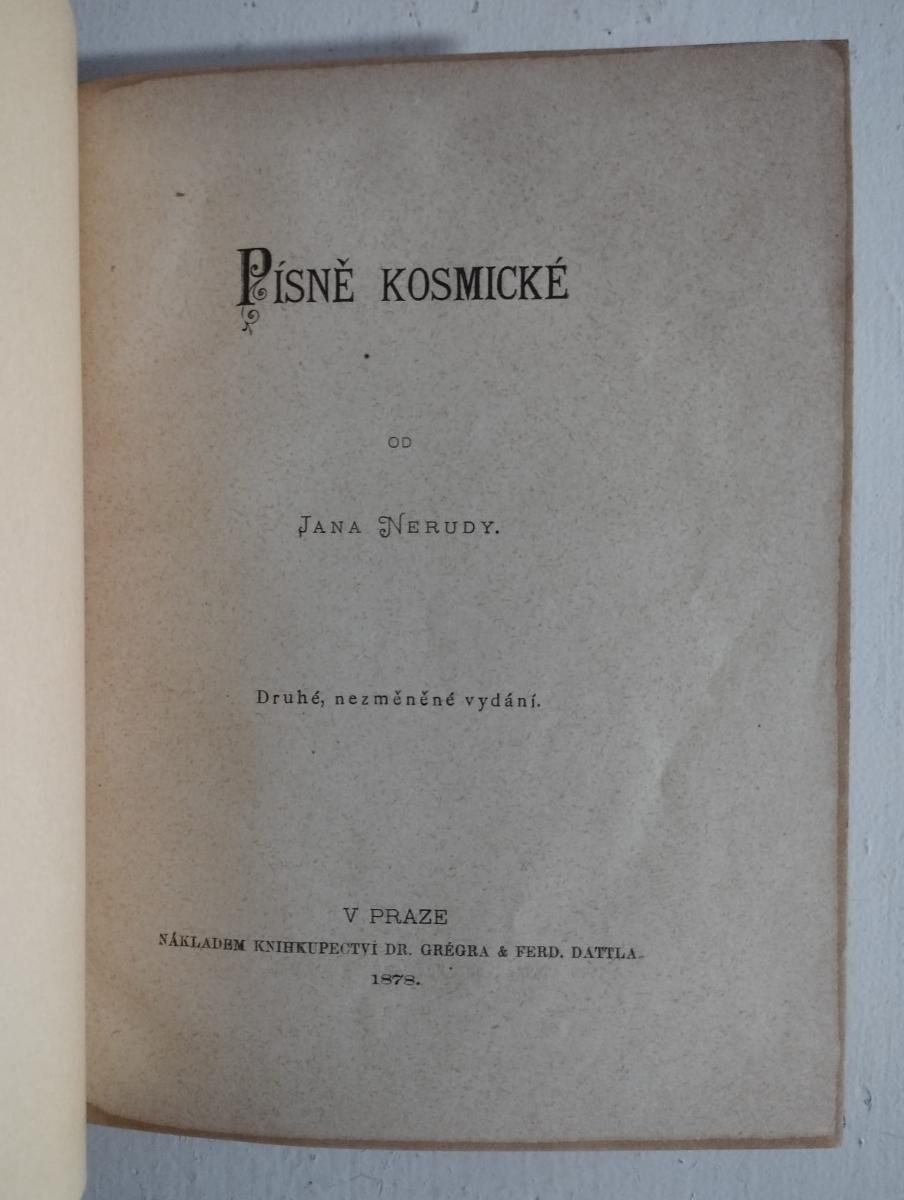 PÍSNĚ KOSMICKÉ
OD
JANA NERUDY.
Druhé, nezměněné vydání.
V PRAZE
NÁKLADEM KNIHKUPECTVÍ DR. GRÉGRA & FERD. DATTLA.
1878.